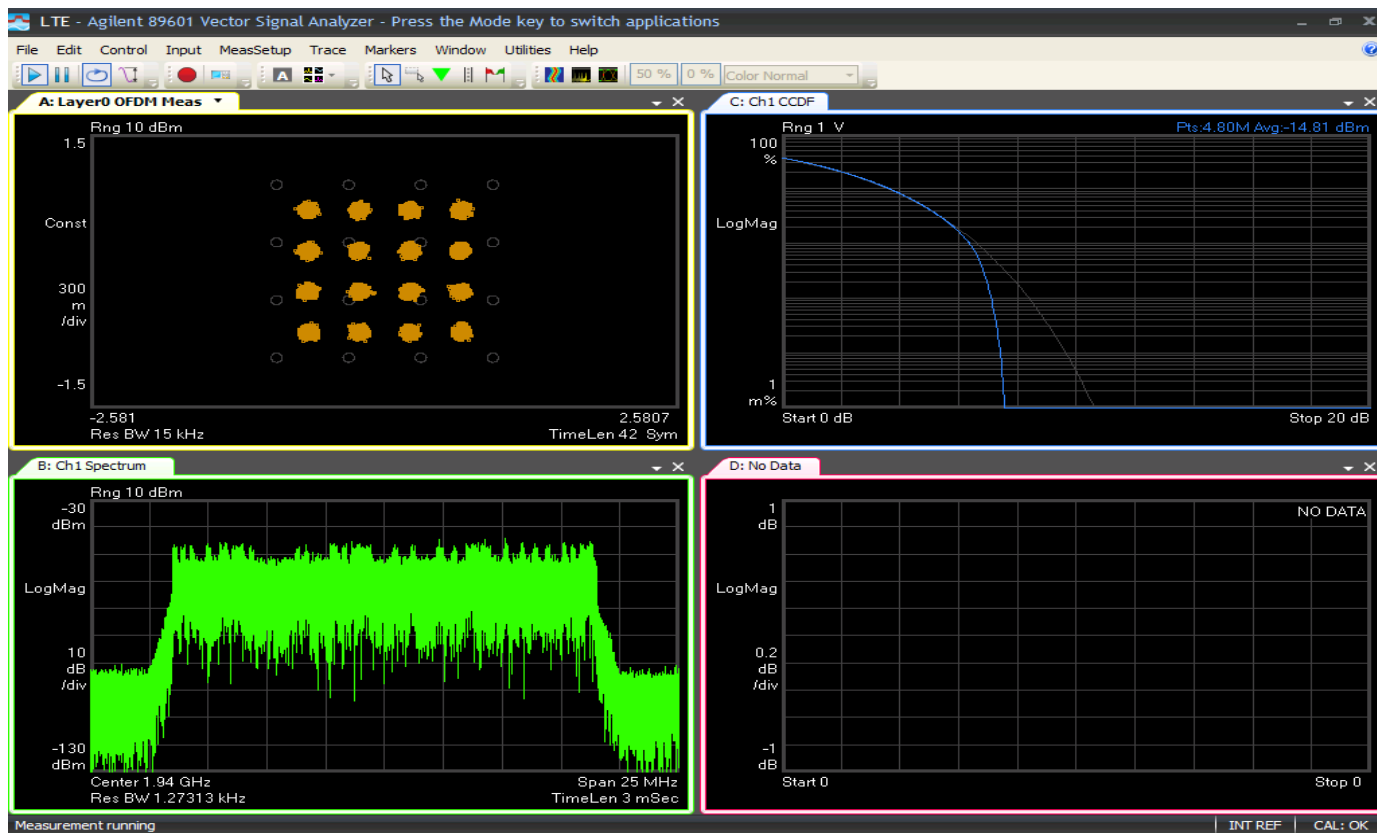 LTE - Agilent 89601 Vector Signal Analyzer - Press the Mode key to switch applications
File Edit Control Input MeasSetup Trace Markers Window Utilities Help
A 50 % 0 % Color Normal
A: Layer0 OFDM Meas
Rng 10 dBm
1.5
Const
300
m
/div
-1.5
-2.581 2.5807
Res BW 15 kHz TimeLen 42 Sym
C: Ch1 CCDF
Rng 1 V Pts:4.80M Avg:-14.81 dBm
100
%
LogMag
1
m%
Start 0 dB Stop 20 dB
B: Ch1 Spectrum
Rng 10 dBm
-30
dBm
LogMag
10
dB
/div
-130
dBm
Center 1.94 GHz Span 25 MHz
Res BW 1.27313 kHz TimeLen 3 mSec
D: No Data
1
dB
NO DATA
LogMag
0.2
dB
/div
-1
dB
Start 0 Stop 0
Measurement running INT REF CAL: OK